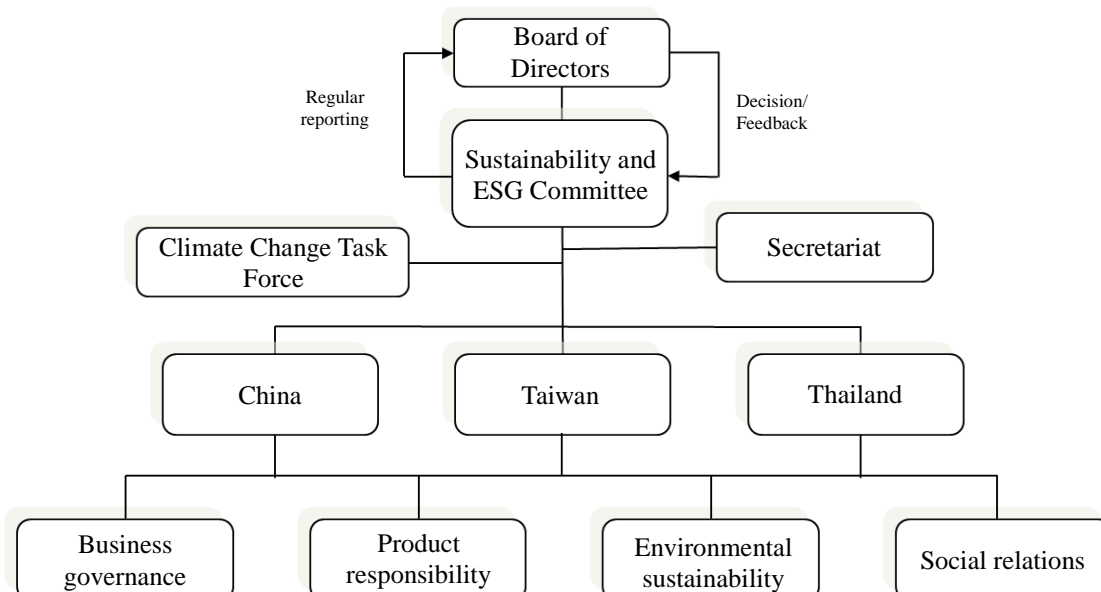 Board of
Directors
Regular
reporting
Decision/
Feedback
Sustainability and
ESG Committee
Climate Change Task
Force
Secretariat
China
Taiwan
Thailand
Business
governance
Product
responsibility
Environmental
sustainability
Social relations